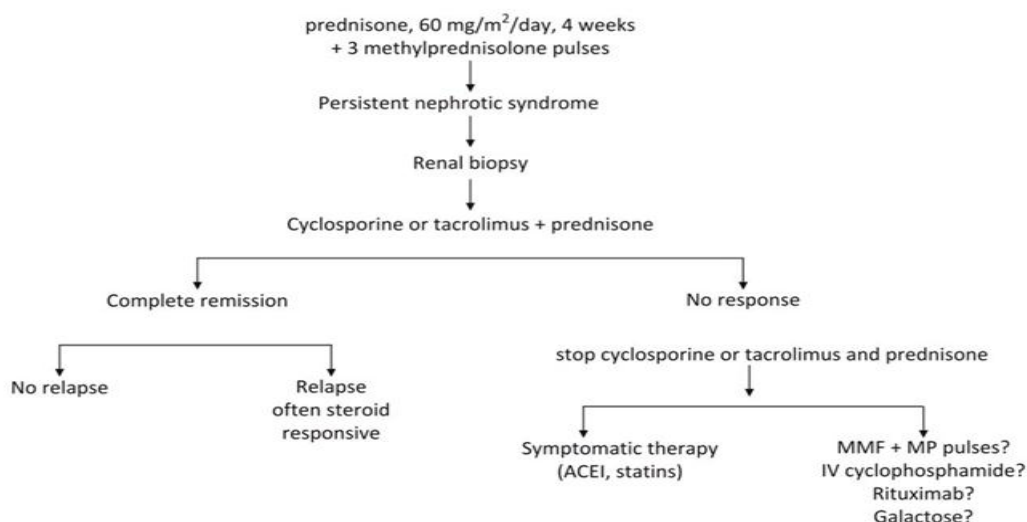 prednisone, 60 mg/m²/day, 4 weeks
+ 3 methylprednisolone pulses
Persistent nephrotic syndrome
Renal biopsy
Cyclosporine or tacrolimus + prednisone
Complete remission
No response
No relapse
Relapse
often steroid
responsive
stop cyclosporine or tacrolimus and prednisone
Symptomatic therapy
(ACEI, statins)
MMF + MP pulses?
IV cyclophosphamide?
Rituximab?
Galactose?